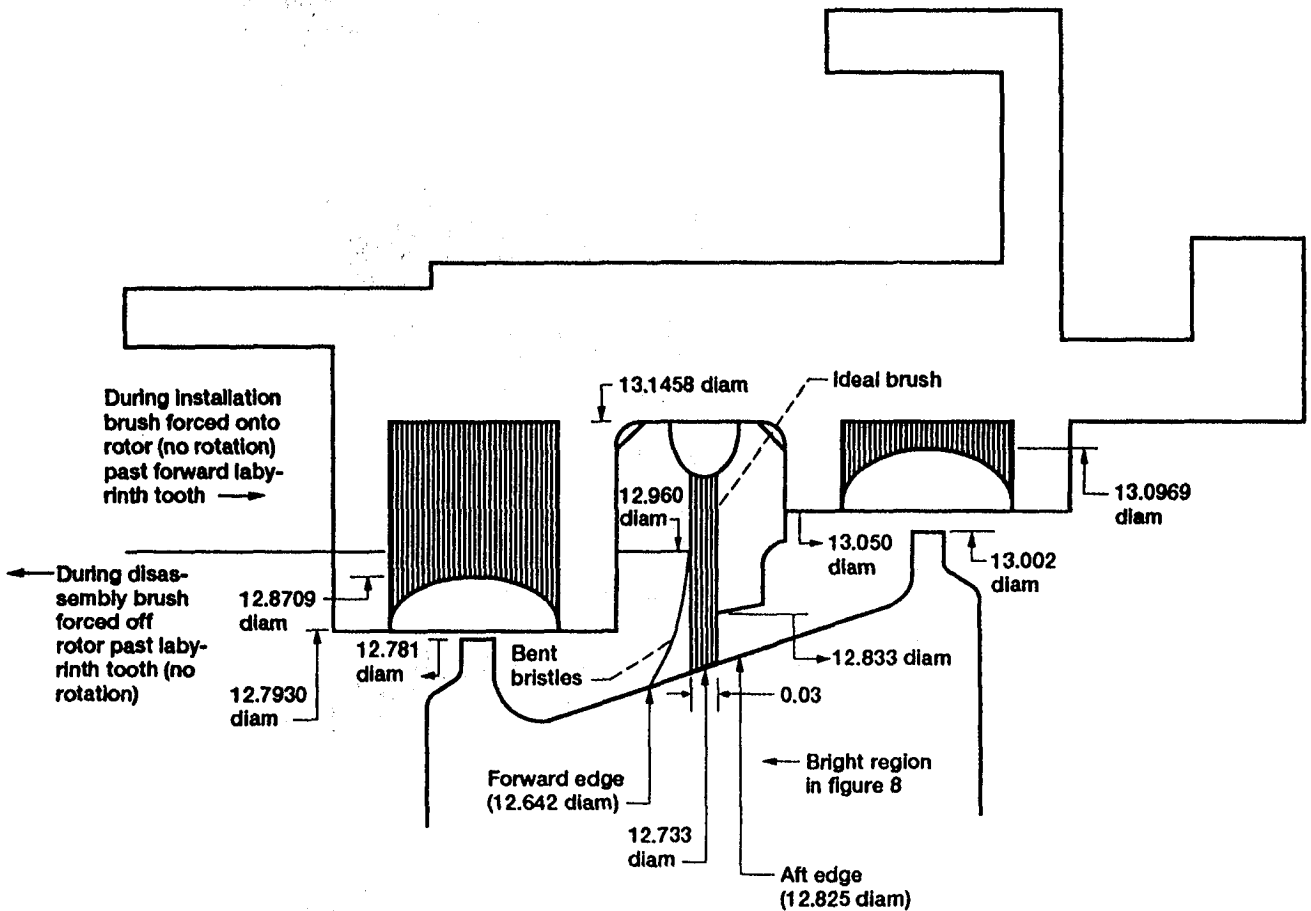 13.1458 diam
Ideal brush
During installation
brush forced onto
rotor (no rotation)
past forward laby-
rinth tooth
12.960
diam
13.0969
diam
13.050
diam
13.002
diam
During disas-
sembly brush
forced off
rotor past laby-
rinth tooth (no
rotation)
12.8709
diam
12.781
diam
12.7930
diam
Bent
bristles
12.833 diam
0.03
Forward edge
(12.642 diam)
Bright region
in figure 8
12.733
diam
Aft edge
(12.825 diam)